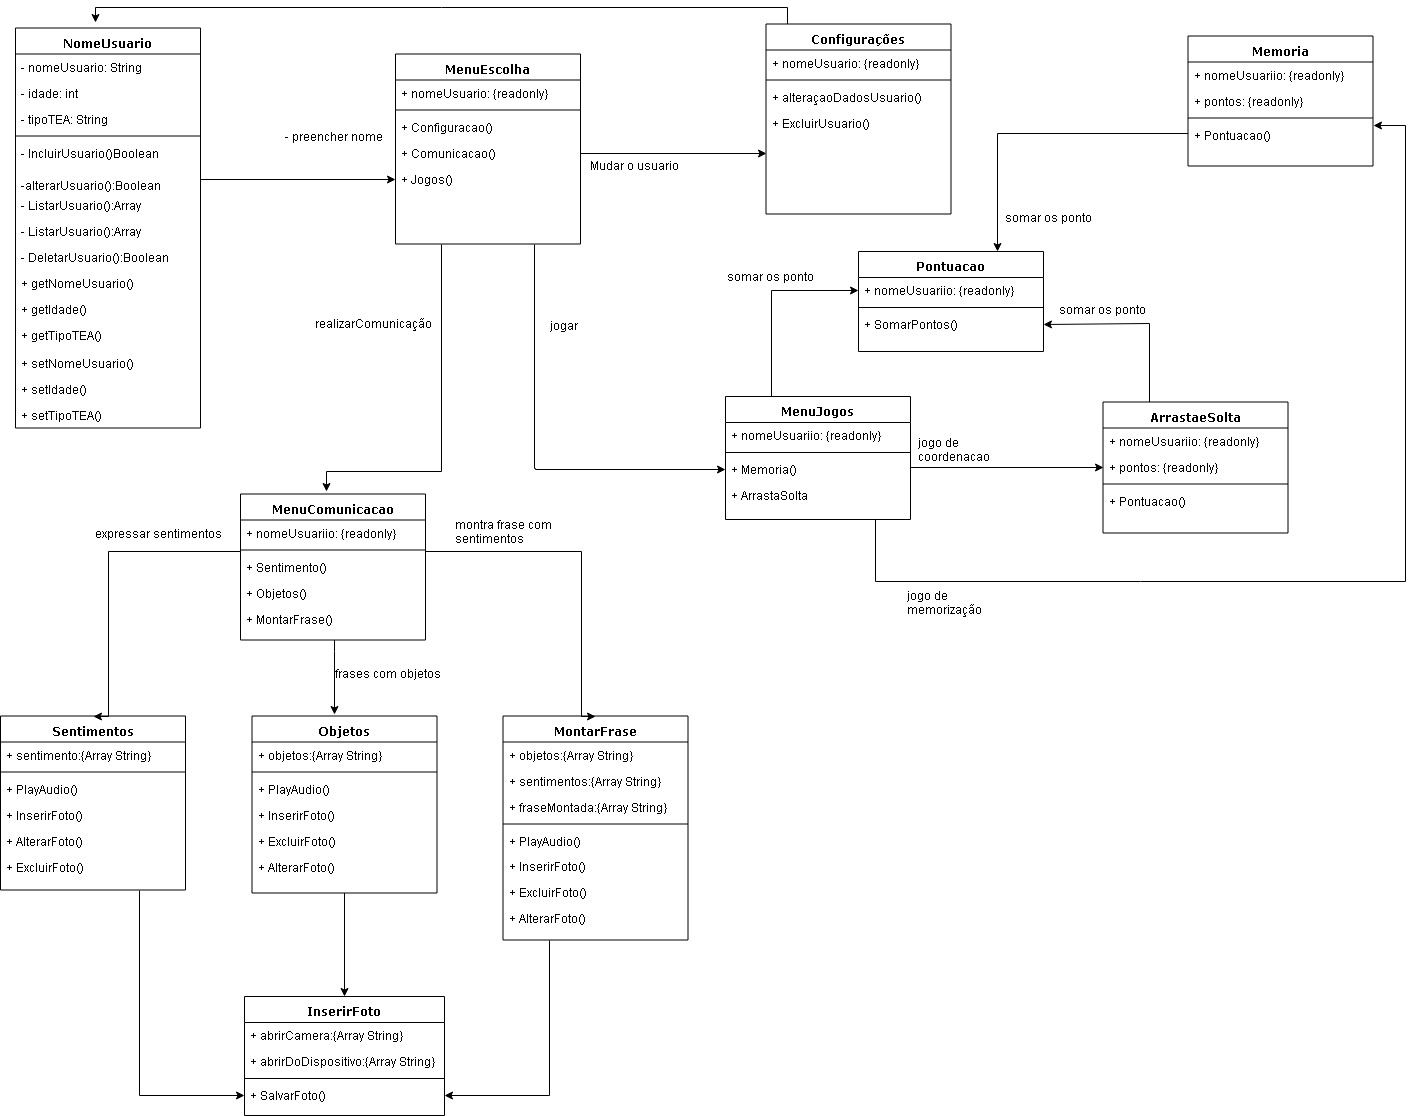 NomeUsuario
- nomeUsuario: String
- idade: int
- tipoTEA: String
- IncluirUsuario()Boolean
-alterarUsuario():Boolean
- ListarUsuario():Array
- ListarUsuario():Array
- DeletarUsuario():Boolean
+ getNomeUsuario()
+ getIdade()
+ getTipoTEA()
+ setNomeUsuario()
+ setIdade()
+ setTipoTEA()
- preencher nome
MenuEscolha
+ nomeUsuario: {readonly}
+ Configuracao()
+ Comunicacao()
+ Jogos()
Mudar o usuario
Configurações
+ nomeUsuario: {readonly}
+ alteraçaoDadosUsuario()
+ ExcluirUsuario()
Memoria
+ nomeUsuariio: {readonly}
+ pontos: {readonly}
+ Pontuacao()
somar os ponto
Pontuacao
+ nomeUsuariio: {readonly}
+ SomarPontos()
somar os ponto
somar os ponto
realizarComunicação
jogar
MenuJogos
+ nomeUsuariio: {readonly}
+ Memoria()
+ ArrastaSolta
jogo de
coordenacao
ArrastaeSolta
+ nomeUsuariio: {readonly}
+ pontos: {readonly}
+ Pontuacao()
jogo de
memorização
MenuComunicacao
+ nomeUsuariio: {readonly}
+ Sentimento()
+ Objetos()
+ MontarFrase()
expressar sentimentos
montra frase com
sentimentos
frases com objetos
Sentimentos
+ sentimento:{Array String}
+ PlayAudio()
+ InserirFoto()
+ AlterarFoto()
+ ExcluirFoto()
Objetos
+ objetos:{Array String}
+ PlayAudio()
+ InserirFoto()
+ ExcluirFoto()
+ AlterarFoto()
MontarFrase
+ objetos:{Array String}
+ sentimentos:{Array String}
+ fraseMontada:{Array String}
+ PlayAudio()
+ InserirFoto()
+ ExcluirFoto()
+ AlterarFoto()
InserirFoto
+ abrirCamera:{Array String}
+ abrirDoDispositivo:{Array String}
+ SalvarFoto()